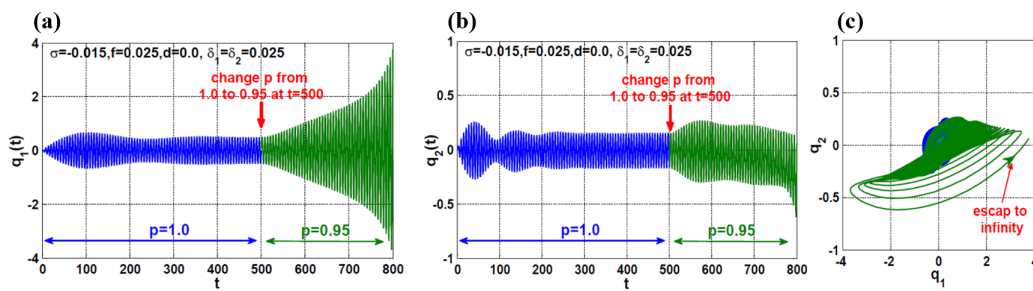 (a)
σ=-0.015,f=0.025,d=0.0, δ1=δ2=0.025
change p from
1.0 to 0.95 at t=500
p=1.0
p=0.95
q1(t)
4
2
0
-2
-4
0 100 200 300 400 500 600 700 800
t
(b)
σ=-0.015,f=0.025,d=0.0, δ1=δ2=0.025
change p from
1.0 to 0.95 at t=500
p=1.0
p=0.95
q2(t)
1
0.5
0
-0.5
-1
0 100 200 300 400 500 600 700 800
t
(c)
q2
1
0.5
0
-0.5
-1
escap to
infinity
-4 -2 0 2 4
q1